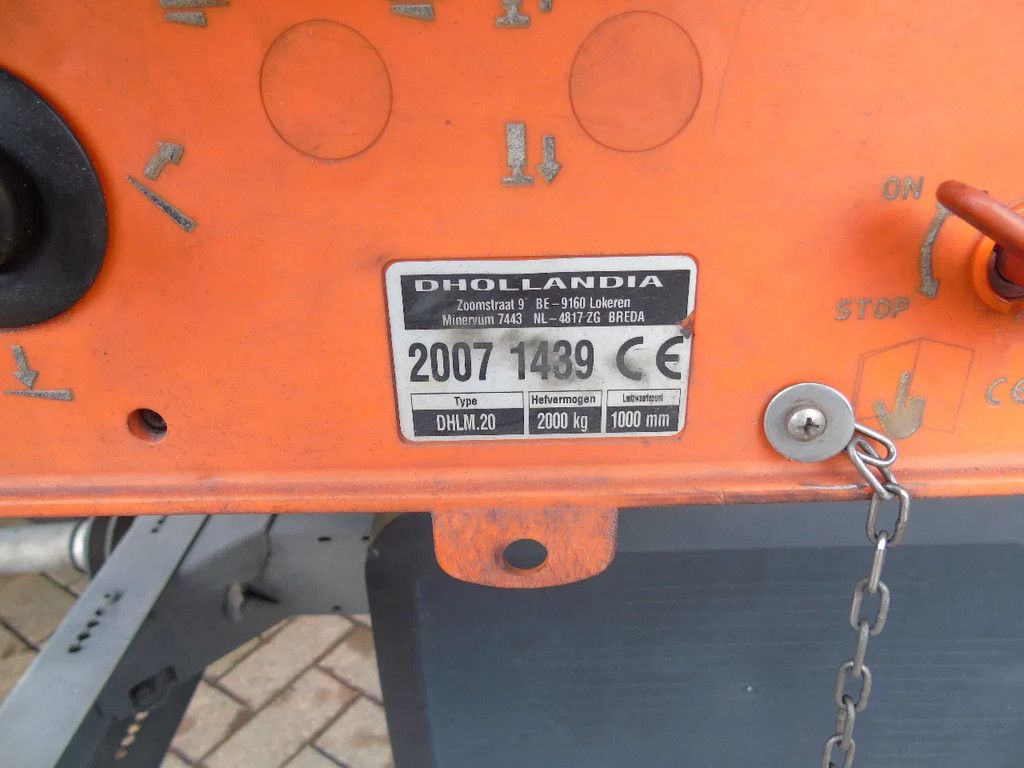 ON
STOP
DHOLLANDIA
Zoomstraat 9 BE-9160 Lokeren
Minervum 7443 NL-4817 ZG BREDA
2007 1439 CE
Type Hefvermogen Lastzwaartepunt
DHLM.20 2000 kg 1000 mm